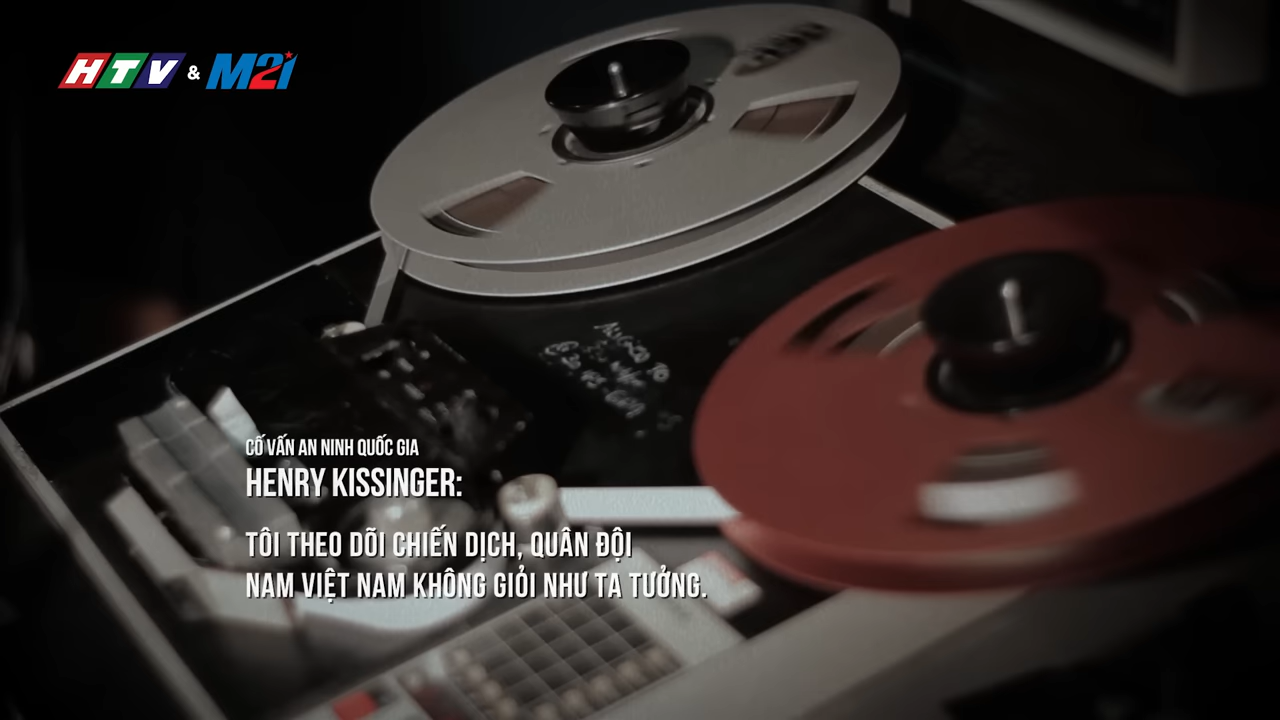 HTV & M21
CỐ VẤN AN NINH QUỐC GIA
HENRY KISSINGER:
TÔI THEO DÕI CHIẾN DỊCH, QUÂN ĐỘI
NAM VIỆT NAM KHÔNG GIỎI NHƯ TA TƯỞNG.